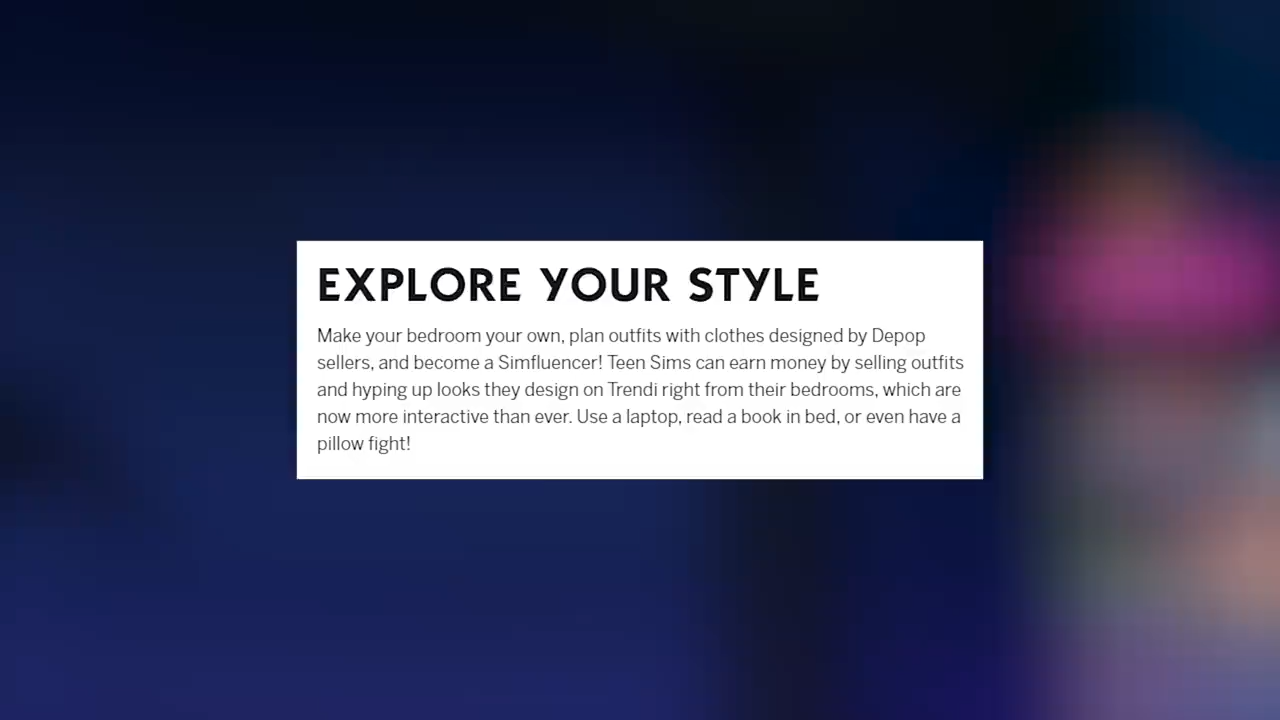 EXPLORE YOUR STYLE
Make your bedroom your own, plan outfits with clothes designed by Depop
sellers, and become a Simfluencer! Teen Sims can earn money by selling outfits
and hyping up looks they design on Trendi right from their bedrooms, which are
now more interactive than ever. Use a laptop, read a book in bed, or even have a
pillow fight!